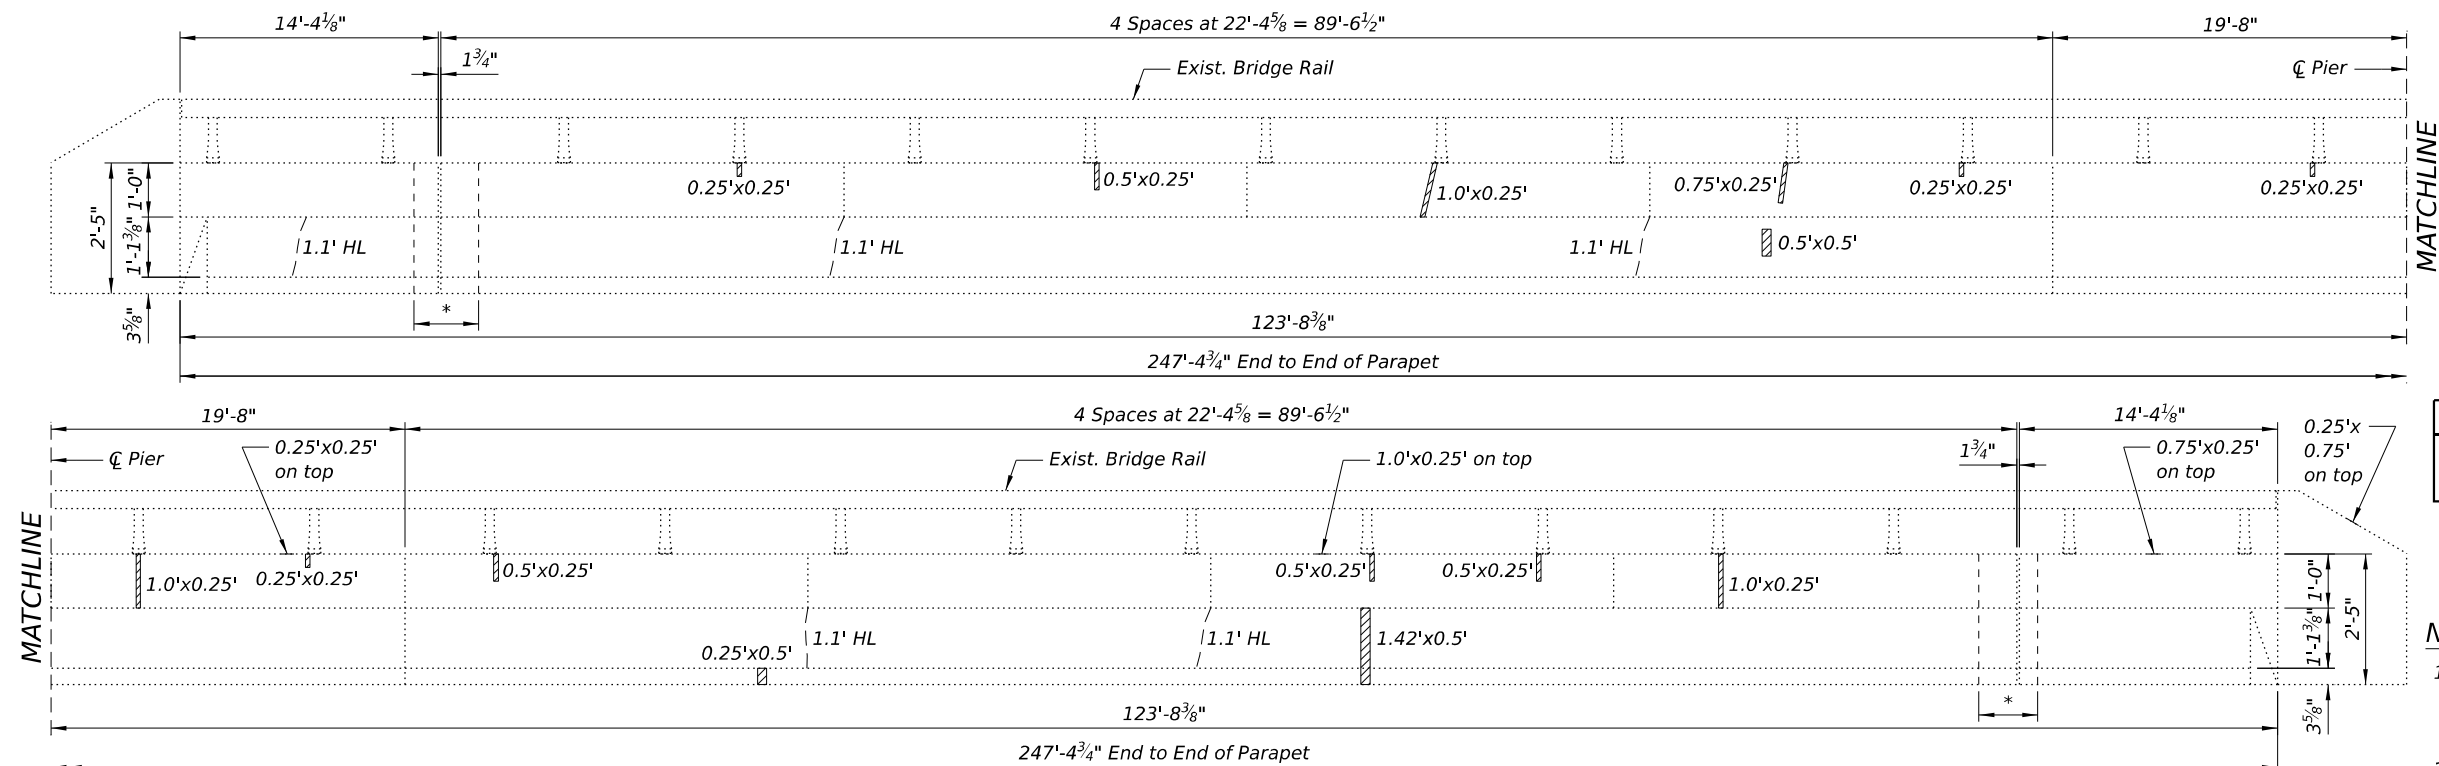 14'-4⅛"
4 Spaces at 22'-4⅝ = 89'-6½"
19'-8"
1¾"
Exist. Bridge Rail
℄ Pier
MATCHLINE
2'-5"
1'-0"
1'-1⅜"
3⅝"
0.25'x0.25'
0.5'x0.25'
1.0'x0.25'
0.75'x0.25'
0.25'x0.25'
0.25'x0.25'
1.1' HL
1.1' HL
1.1' HL
0.5'x0.5'
*
123'-8⅜"
247'-4¾" End to End of Parapet
19'-8"
4 Spaces at 22'-4⅝ = 89'-6½"
14'-4⅛"
℄ Pier
0.25'x0.25'
on top
Exist. Bridge Rail
1.0'x0.25' on top
1¾"
0.75'x0.25'
on top
0.25'x
0.75'
on top
MATCHLINE
1.0'x0.25'
0.25'x0.25'
0.5'x0.25'
0.5'x0.25'
0.5'x0.25'
1.0'x0.25'
0.25'x0.5'
1.1' HL
1.1' HL
1.42'x0.5'
1'-0"
1'-1⅜"
2'-5"
3⅝"
*
123'-8⅜"
247'-4¾" End to End of Parapet